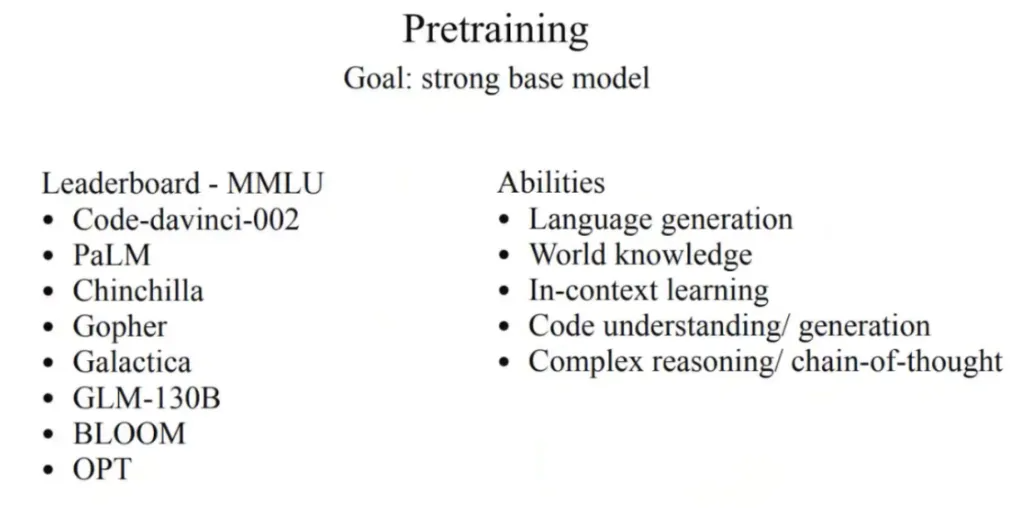 Pretraining
Goal: strong base model
Leaderboard - MMLU
• Code-davinci-002
• PaLM
• Chinchilla
• Gopher
• Galactica
• GLM-130B
• BLOOM
• OPT
Abilities
• Language generation
• World knowledge
• In-context learning
• Code understanding/ generation
• Complex reasoning/ chain-of-thought